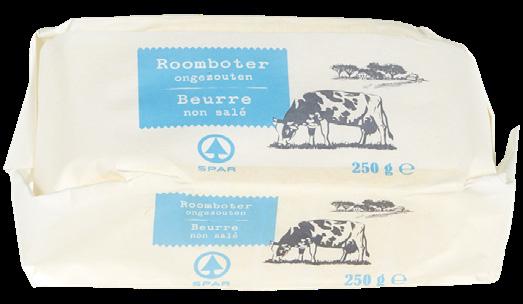 Roomboter
ongezouten
Beurre
non salé
SPAR
250 g ℮
Roomboter
ongezouten
Beurre
non salé
SPAR
250 g ℮